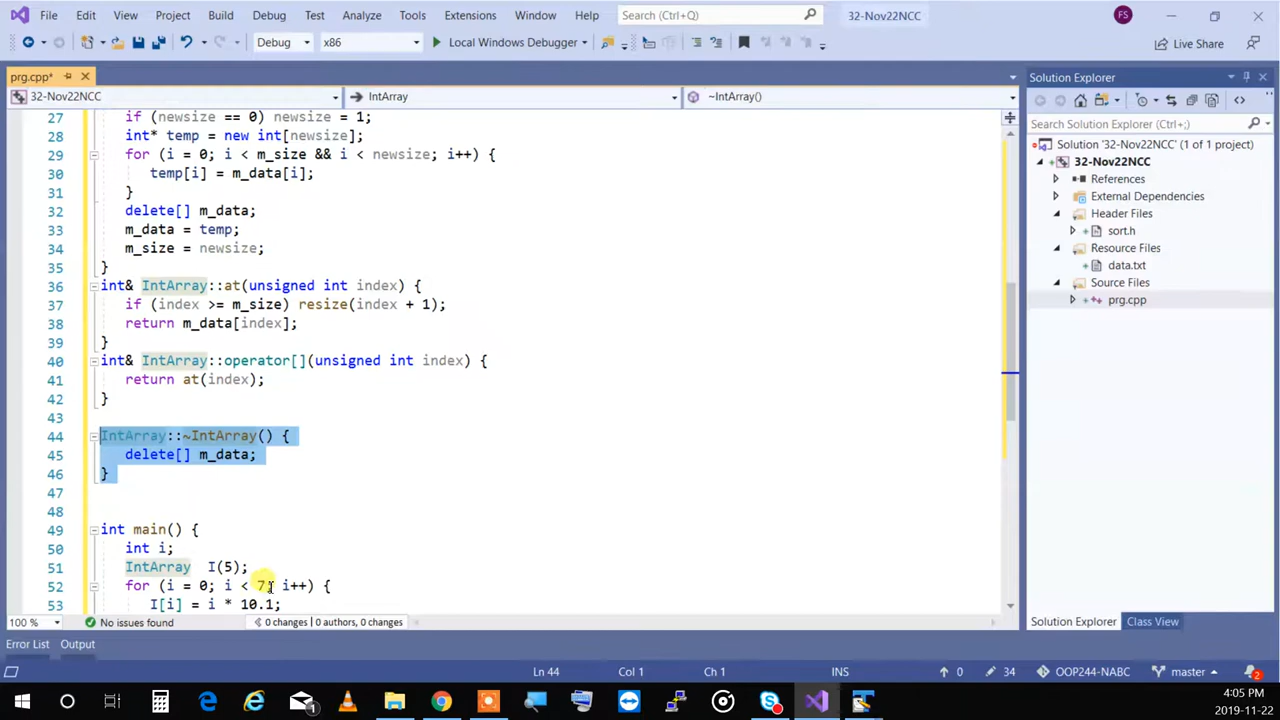 File Edit View Project Build Debug Test Analyze Tools Extensions Window Help Search (Ctrl+Q) 32-Nov22NCC FS
Debug x86 Local Windows Debugger Live Share
prg.cpp* Solution Explorer
32-Nov22NCC IntArray ~IntArray()
Search Solution Explorer (Ctrl+;)
Solution '32-Nov22NCC' (1 of 1 project)
32-Nov22NCC
References
External Dependencies
Header Files
sort.h
Resource Files
data.txt
Source Files
prg.cpp
27 if (newsize == 0) newsize = 1;
28 int* temp = new int[newsize];
29 for (i = 0; i < m_size && i < newsize; i++) {
30 temp[i] = m_data[i];
31 }
32 delete[] m_data;
33 m_data = temp;
34 m_size = newsize;
35 }
36 int& IntArray::at(unsigned int index) {
37 if (index >= m_size) resize(index + 1);
38 return m_data[index];
39 }
40 int& IntArray::operator[](unsigned int index) {
41 return at(index);
42 }
43
44 IntArray::~IntArray() {
45 delete[] m_data;
46 }
47
48
49 int main() {
50 int i;
51 IntArray I(5);
52 for (i = 0; i < 7; i++) {
53 I[i] = i * 10.1;
100 % No issues found 0 changes | 0 authors, 0 changes
Solution Explorer Class View
Error List Output
Ln 44 Col 1 Ch 1 INS 0 34 OOP244-NABC master 2
1
4:05 PM
2019-11-22